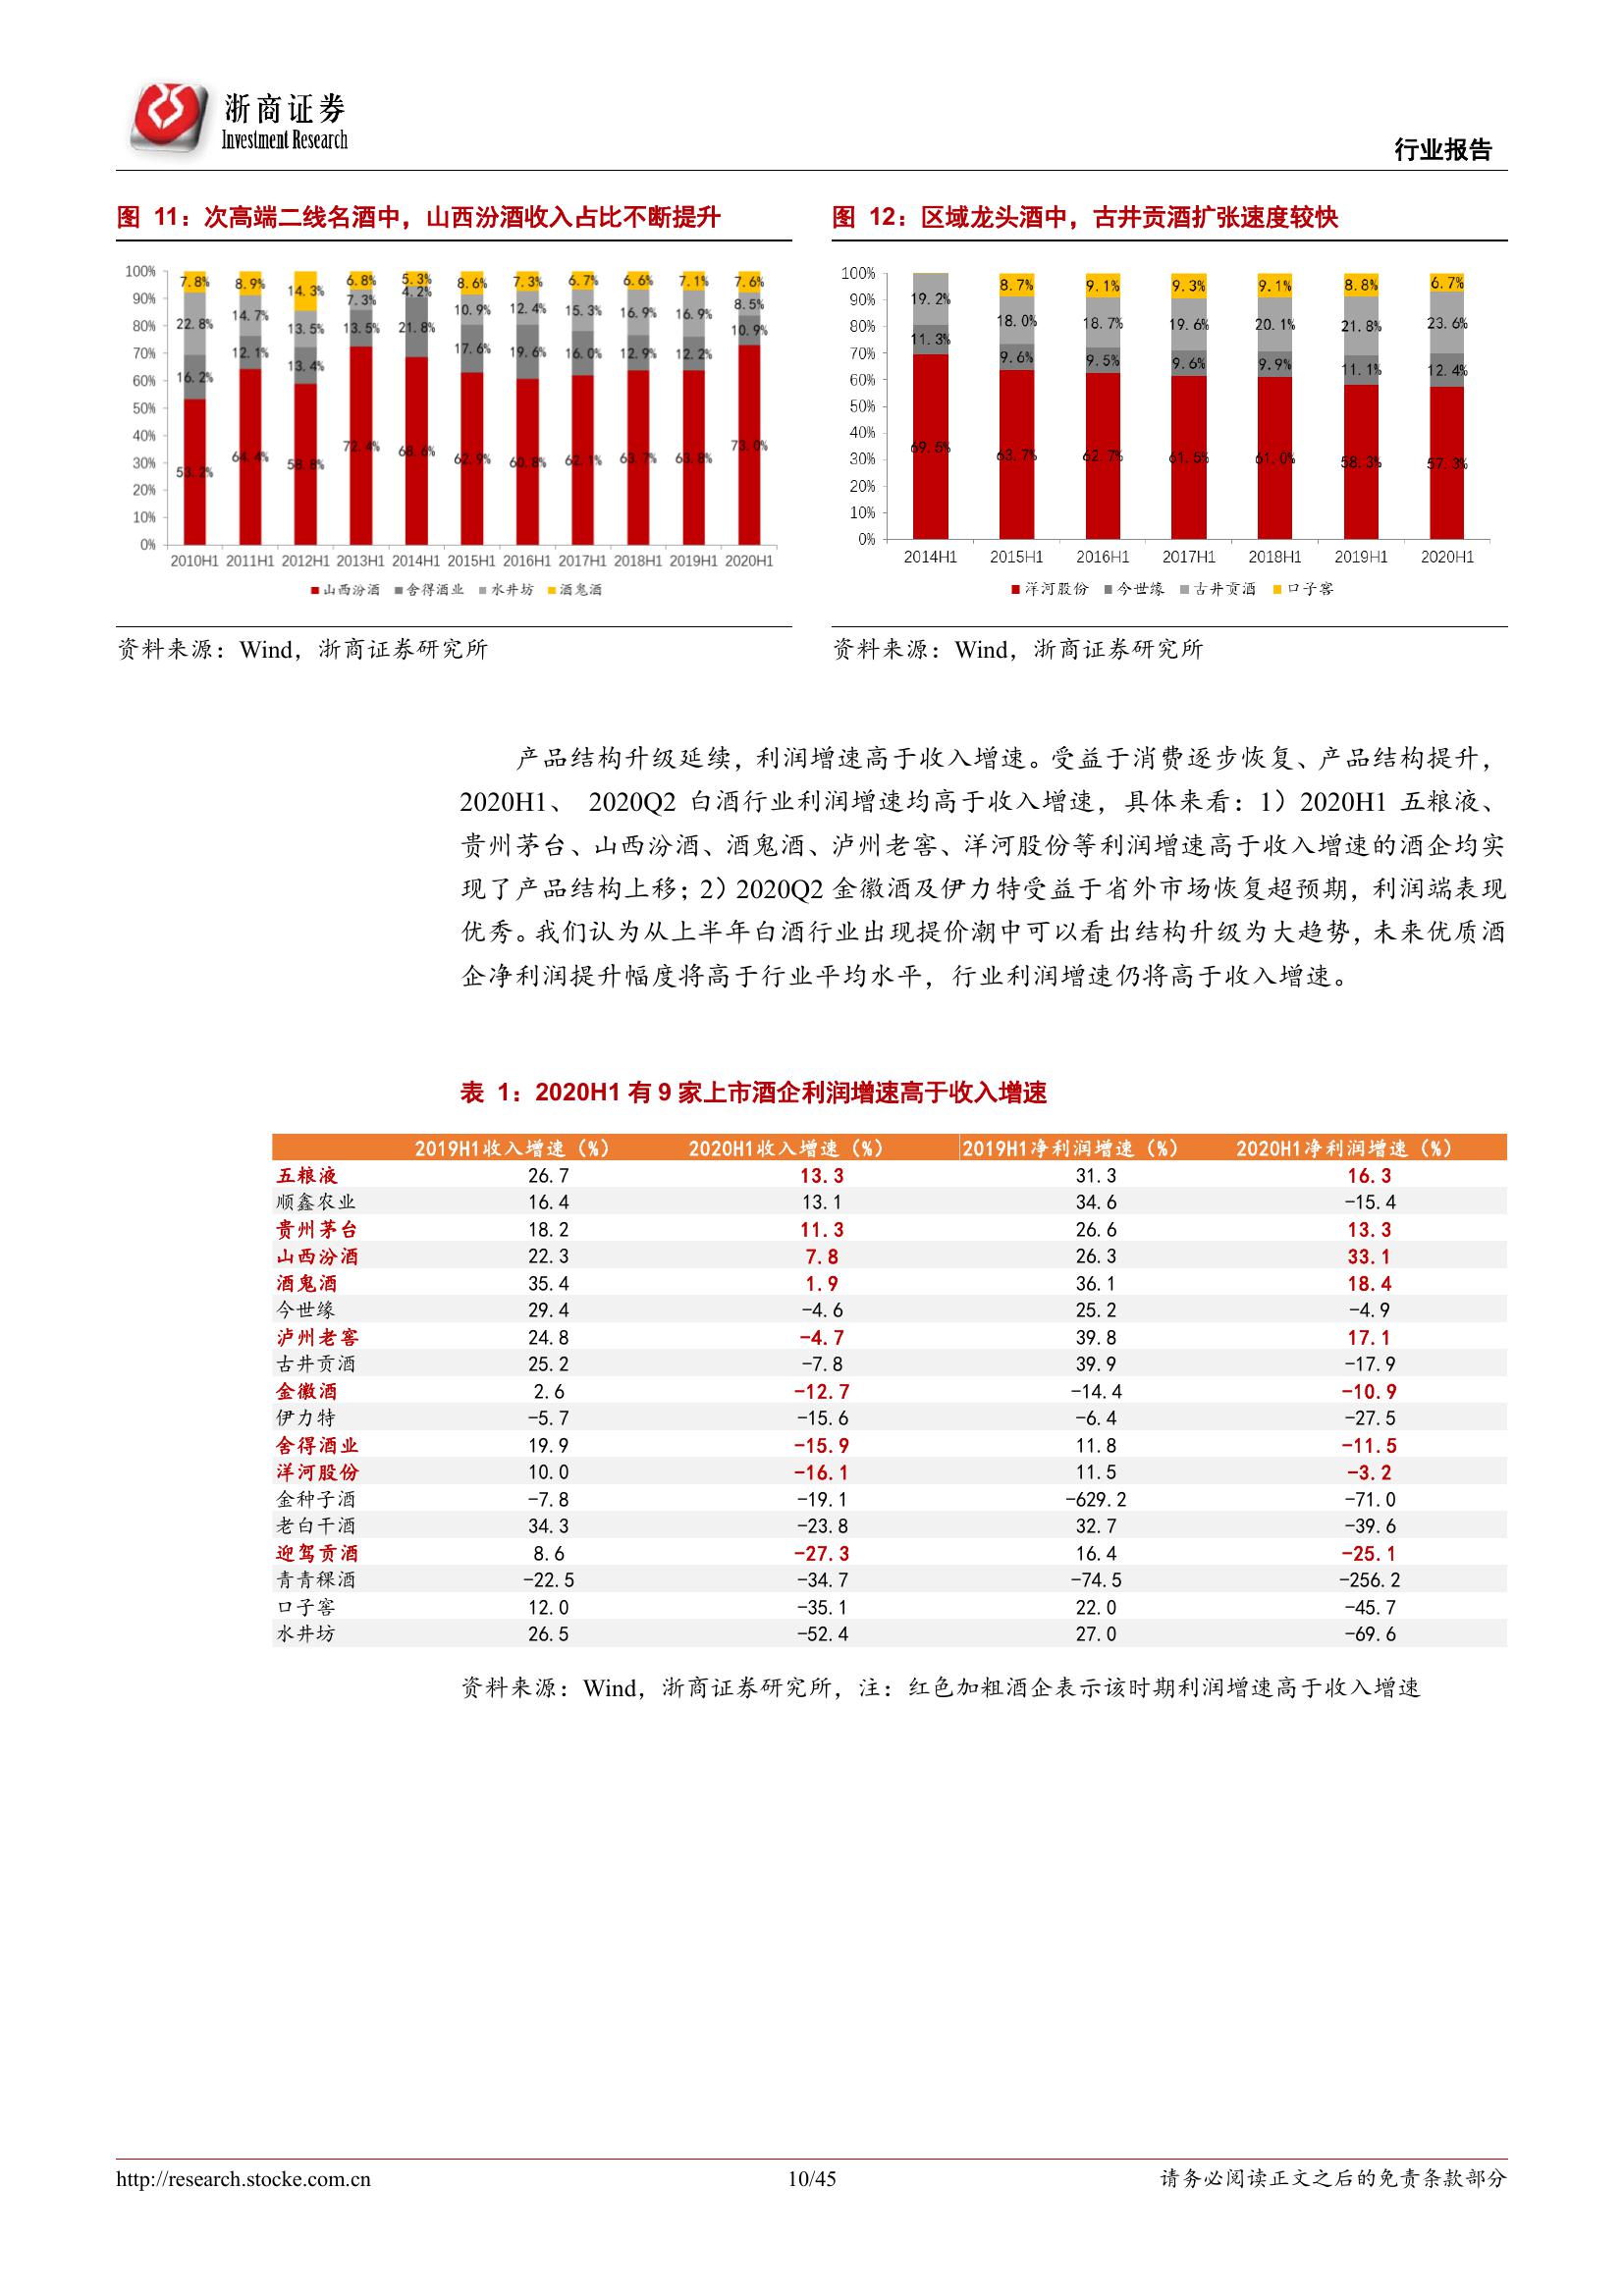 浙商证券
Investment Research
行业报告
图 11：次高端二线名酒中，山西汾酒收入占比不断提升
100%
90%
80%
70%
60%
50%
40%
30%
20%
10%
0%
7.8% 8.9% 14.3% 6.8% 5.3% 8.6% 7.3% 6.7% 6.6% 7.1% 7.6%
22.8% 14.7% 13.5% 7.3% 4.2% 10.9% 12.4% 15.3% 16.9% 16.9% 8.5%
16.2% 12.1% 13.4% 13.5% 21.8% 17.6% 19.6% 16.0% 12.9% 12.2% 10.9%
53.2% 64.4% 58.8% 72.4% 68.6% 62.9% 60.8% 62.1% 63.7% 63.8% 73.0%
2010H1 2011H1 2012H1 2013H1 2014H1 2015H1 2016H1 2017H1 2018H1 2019H1 2020H1
山西汾酒 舍得酒业 水井坊 酒鬼酒
资料来源：Wind，浙商证券研究所
图 12：区域龙头酒中，古井贡酒扩张速度较快
100%
90%
80%
70%
60%
50%
40%
30%
20%
10%
0%
8.7% 9.1% 9.3% 9.1% 8.8% 6.7%
19.2% 18.0% 18.7% 19.6% 20.1% 21.8% 23.6%
11.3% 9.6% 9.5% 9.6% 9.9% 11.1% 12.4%
69.5% 63.7% 62.7% 61.5% 61.0% 58.3% 57.3%
2014H1 2015H1 2016H1 2017H1 2018H1 2019H1 2020H1
洋河股份 今世缘 古井贡酒 口子窖
资料来源：Wind，浙商证券研究所
产品结构升级延续，利润增速高于收入增速。受益于消费逐步恢复、产品结构提升，
2020H1、 2020Q2 白酒行业利润增速均高于收入增速，具体来看：1）2020H1 五粮液、
贵州茅台、山西汾酒、酒鬼酒、泸州老窖、洋河股份等利润增速高于收入增速的酒企均实
现了产品结构上移；2）2020Q2 金徽酒及伊力特受益于省外市场恢复超预期，利润端表现
优秀。我们认为从上半年白酒行业出现提价潮中可以看出结构升级为大趋势，未来优质酒
企净利润提升幅度将高于行业平均水平，行业利润增速仍将高于收入增速。
表 1：2020H1 有 9 家上市酒企利润增速高于收入增速
2019H1收入增速（%） 2020H1收入增速（%） 2019H1净利润增速（%） 2020H1净利润增速（%）
五粮液 26.7 13.3 31.3 16.3
顺鑫农业 16.4 13.1 34.6 -15.4
贵州茅台 18.2 11.3 26.6 13.3
山西汾酒 22.3 7.8 26.3 33.1
酒鬼酒 35.4 1.9 36.1 18.4
今世缘 29.4 -4.6 25.2 -4.9
泸州老窖 24.8 -4.7 39.8 17.1
古井贡酒 25.2 -7.8 39.9 -17.9
金徽酒 2.6 -12.7 -14.4 -10.9
伊力特 -5.7 -15.6 -6.4 -27.5
舍得酒业 19.9 -15.9 11.8 -11.5
洋河股份 10.0 -16.1 11.5 -3.2
金种子酒 -7.8 -19.1 -629.2 -71.0
老白干酒 34.3 -23.8 32.7 -39.6
迎驾贡酒 8.6 -27.3 16.4 -25.1
青青稞酒 -22.5 -34.7 -74.5 -256.2
口子窖 12.0 -35.1 22.0 -45.7
水井坊 26.5 -52.4 27.0 -69.6
资料来源：Wind，浙商证券研究所，注：红色加粗酒企表示该时期利润增速高于收入增速
http://research.stocke.com.cn
10/45
请务必阅读正文之后的免责条款部分